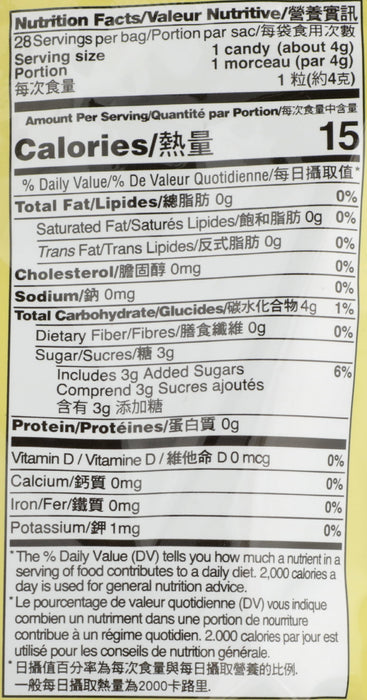 Nutrition Facts/Valeur Nutritive/營養實訊
28 Servings per bag/Portion par sac/每袋食用次數
Serving size 1 candy (about 4g)
Portion 1 morceau (par 4g)
每次食量 1 粒(約4克)
Amount Per Serving/Quantité par Portion/每次食量中含量
Calories/熱量 15
% Daily Value/% De Valeur Quotidienne/每日攝取值*
Total Fat/Lipides/總脂肪 0g 0%
Saturated Fat/Saturés Lipides/飽和脂肪 0g 0%
Trans Fat/Trans Lipides/反式脂肪 0g 0%
Cholesterol/膽固醇 0mg 0%
Sodium/鈉 0mg 0%
Total Carbohydrate/Glucides/碳水化合物 4g 1%
Dietary Fiber/Fibres/膳食纖維 0g 0%
Sugar/Sucres/糖 3g
Includes 3g Added Sugars 6%
Comprend 3g Sucres ajoutés
含有 3g 添加糖
Protein/Protéines/蛋白質 0g
Vitamin D / Vitamine D / 維他命 D 0 mcg 0%
Calcium/鈣質 0mg 0%
Iron/Fer/鐵質 0mg 0%
Potassium/鉀 1mg 0%
*The % Daily Value (DV) tells you how much a nutrient in a
serving of food contributes to a daily diet. 2,000 calories a
day is used for general nutrition advice.
*Le pourcentage de valeur quotidienne (DV) vous indique
combien un nutriment dans une portion de nourriture
contribue à un régime quotidien. 2.000 calories par jour est
utilisé pour les conseils de nutrition générale.
*日攝值百分率為每次食量與每日攝取營養的比例.
一般每日攝取熱量為2000卡路里.